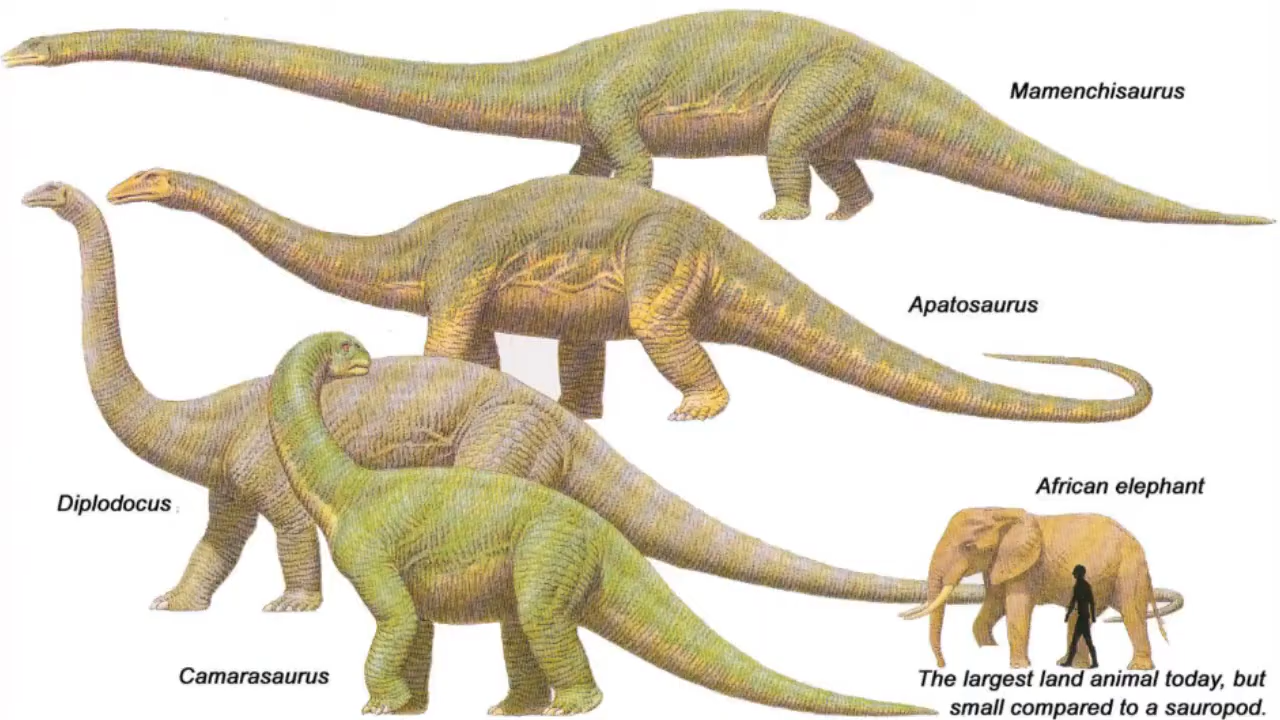 Mamenchisaurus
Apatosaurus
African elephant
Diplodocus
Camarasaurus
The largest land animal today, but
small compared to a sauropod.